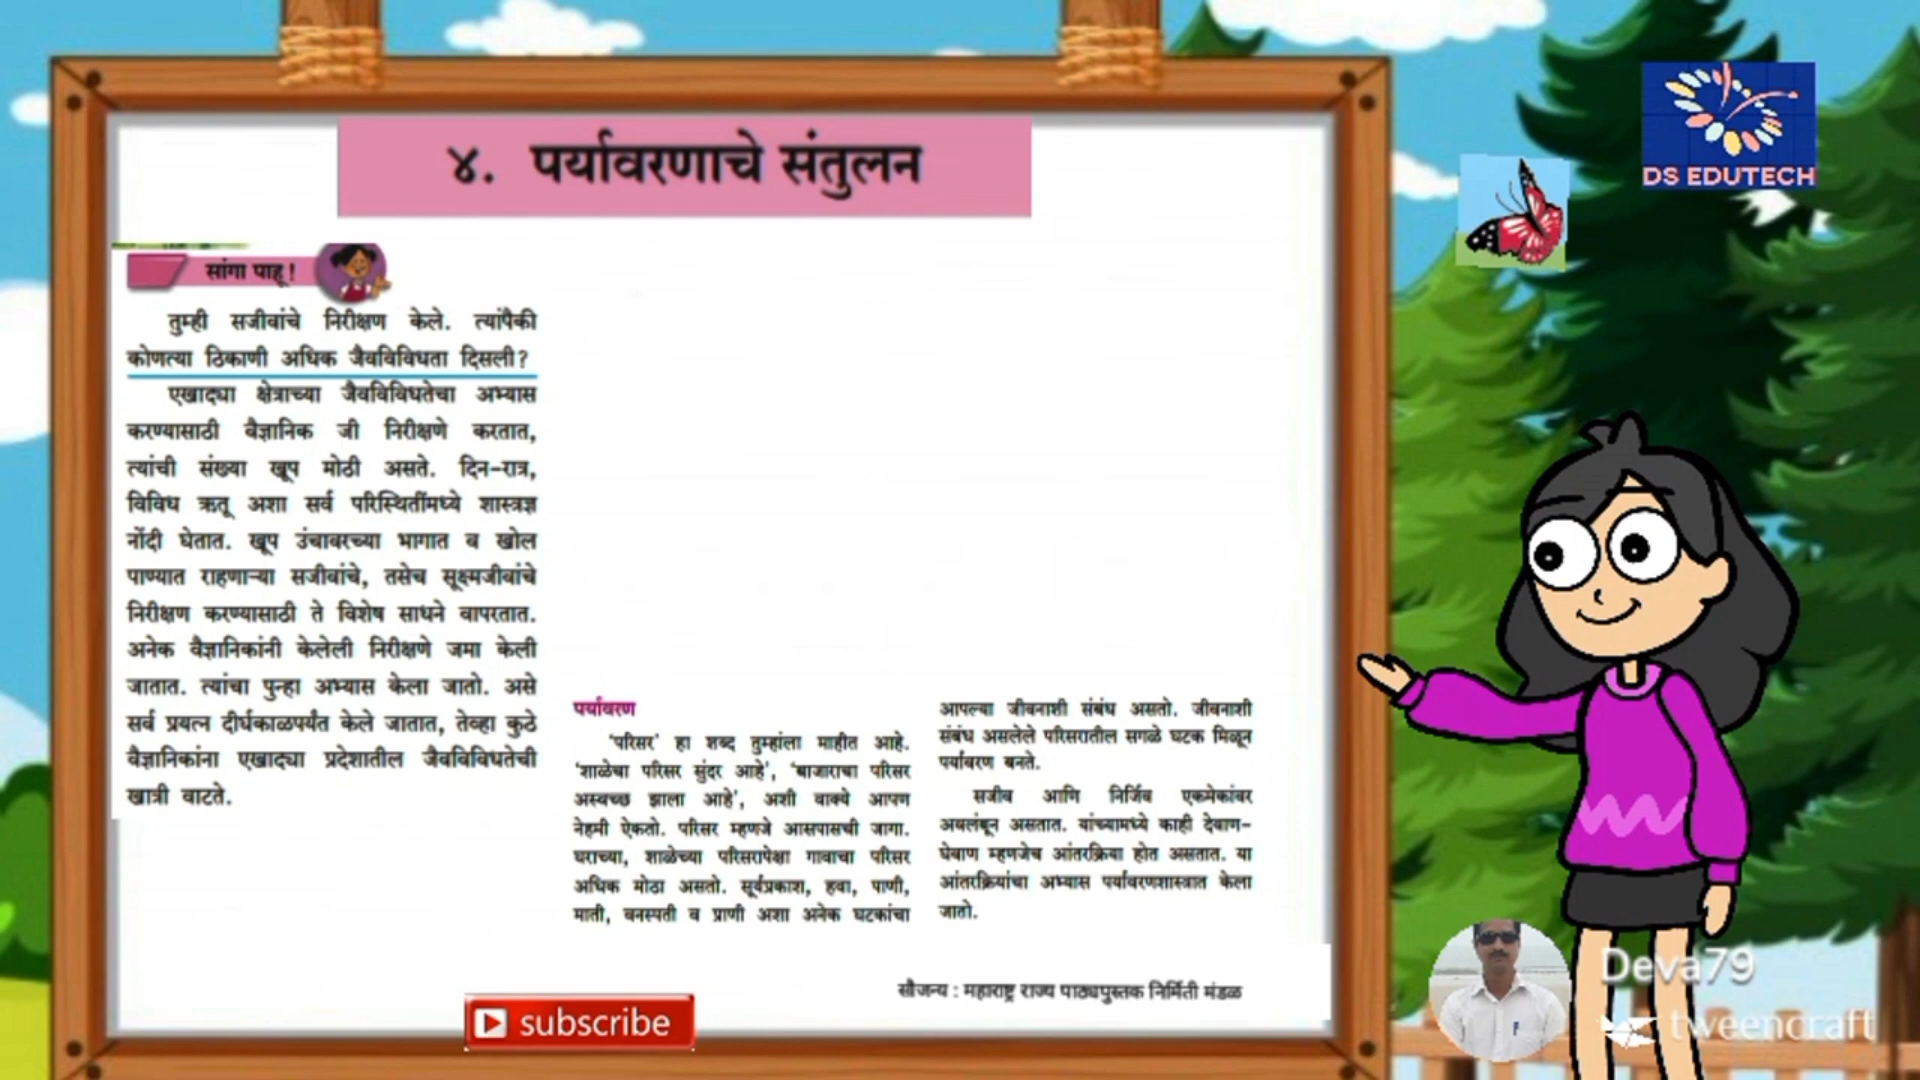 ४. पर्यावरणाचे संतुलन
सांगा पाहू!
तुम्ही सजीवांचे निरीक्षण केले. त्यांपैकी
कोणत्या ठिकाणी अधिक जैवविविधता दिसली?
एखाद्या क्षेत्राच्या जैवविविधतेचा अभ्यास
करण्यासाठी वैज्ञानिक जी निरीक्षणे करतात,
त्यांची संख्या खूप मोठी असते. दिन-रात्र,
विविध ऋतू अशा सर्व परिस्थितींमध्ये शास्त्रज्ञ
नोंदी घेतात. खूप उंचावरच्या भागात व खोल
पाण्यात राहणाऱ्या सजीवांचे, तसेच सूक्ष्मजीवांचे
निरीक्षण करण्यासाठी ते विशेष साधने वापरतात.
अनेक वैज्ञानिकांनी केलेली निरीक्षणे जमा केली
जातात. त्यांचा पुन्हा अभ्यास केला जातो. असे
सर्व प्रयत्न दीर्घकाळपर्यंत केले जातात, तेव्हा कुठे
वैज्ञानिकांना एखाद्या प्रदेशातील जैवविविधतेची
खात्री वाटते.
पर्यावरण
'परिसर' हा शब्द तुम्हांला माहीत आहे.
'शाळेचा परिसर सुंदर आहे', 'बाजाराचा परिसर
अस्वच्छ झाला आहे', अशी वाक्ये आपण
नेहमी ऐकतो. परिसर म्हणजे आसपासची जागा.
घराच्या, शाळेच्या परिसरापेक्षा गावाचा परिसर
अधिक मोठा असतो. सूर्यप्रकाश, हवा, पाणी,
माती, वनस्पती व प्राणी अशा अनेक घटकांचा
आपल्या जीवनाशी संबंध असतो. जीवनाशी
संबंध असलेले परिसरातील सगळे घटक मिळून
पर्यावरण बनते.
सजीव आणि निर्जिव एकमेकांवर
अवलंबून असतात. यांच्यामध्ये काही देवाण-
घेवाण म्हणजेच आंतरक्रिया होत असतात. या
आंतरक्रियांचा अभ्यास पर्यावरणशास्त्रात केला
जातो.
सौजन्य : महाराष्ट्र राज्य पाठ्यपुस्तक निर्मिती मंडळ
subscribe
DS EDUTECH
Deva79
tweencraft